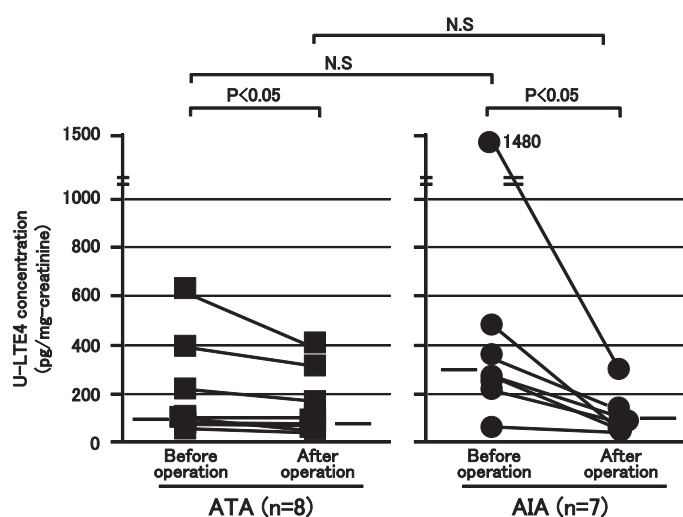 N.S
N.S
P<0.05
P<0.05
U-LTE4 concentration
(pg/mg-creatinine)
1500
1000
800
600
400
200
0
1480
Before
operation
After
operation
Before
operation
After
operation
ATA (n=8)
AIA (n=7)